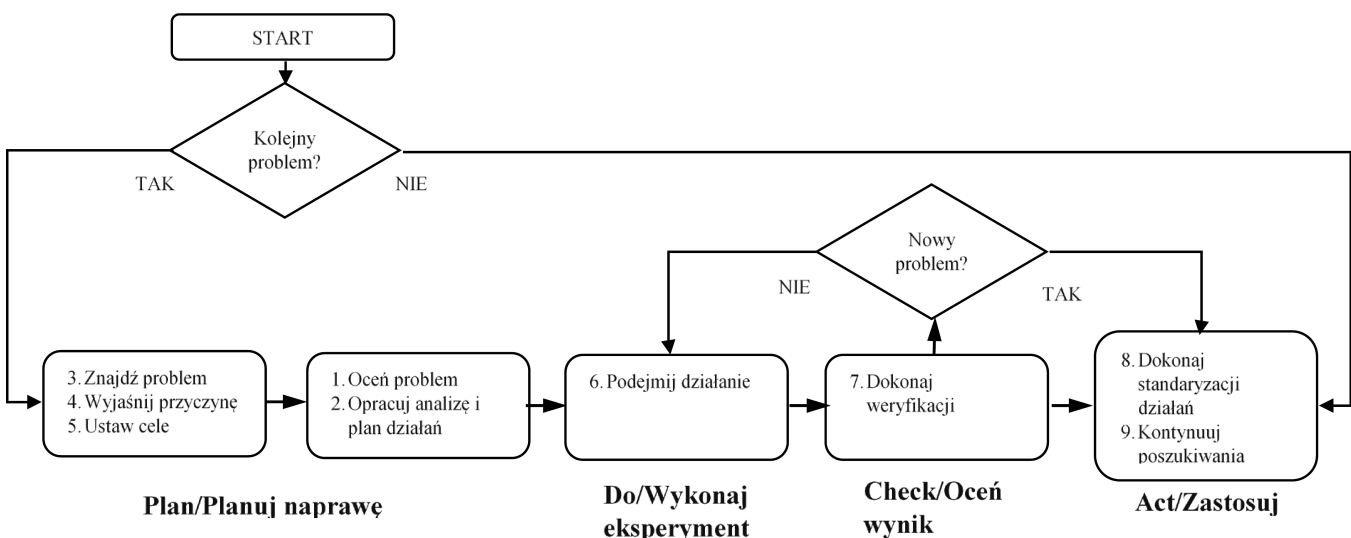 START
Kolejny
problem?
TAK
NIE
Nowy
problem?
NIE
TAK
3. Znajdź problem
4. Wyjaśnij przyczynę
5. Ustaw cele
1. Oceń problem
2. Opracuj analizę i
plan działań
6. Podejmij działanie
7. Dokonaj
weryfikacji
8. Dokonaj
standaryzacji
działań
9. Kontynuuj
poszukiwania
Plan/Planuj naprawę
Do/Wykonaj
eksperyment
Check/Oceń
wynik
Act/Zastosuj